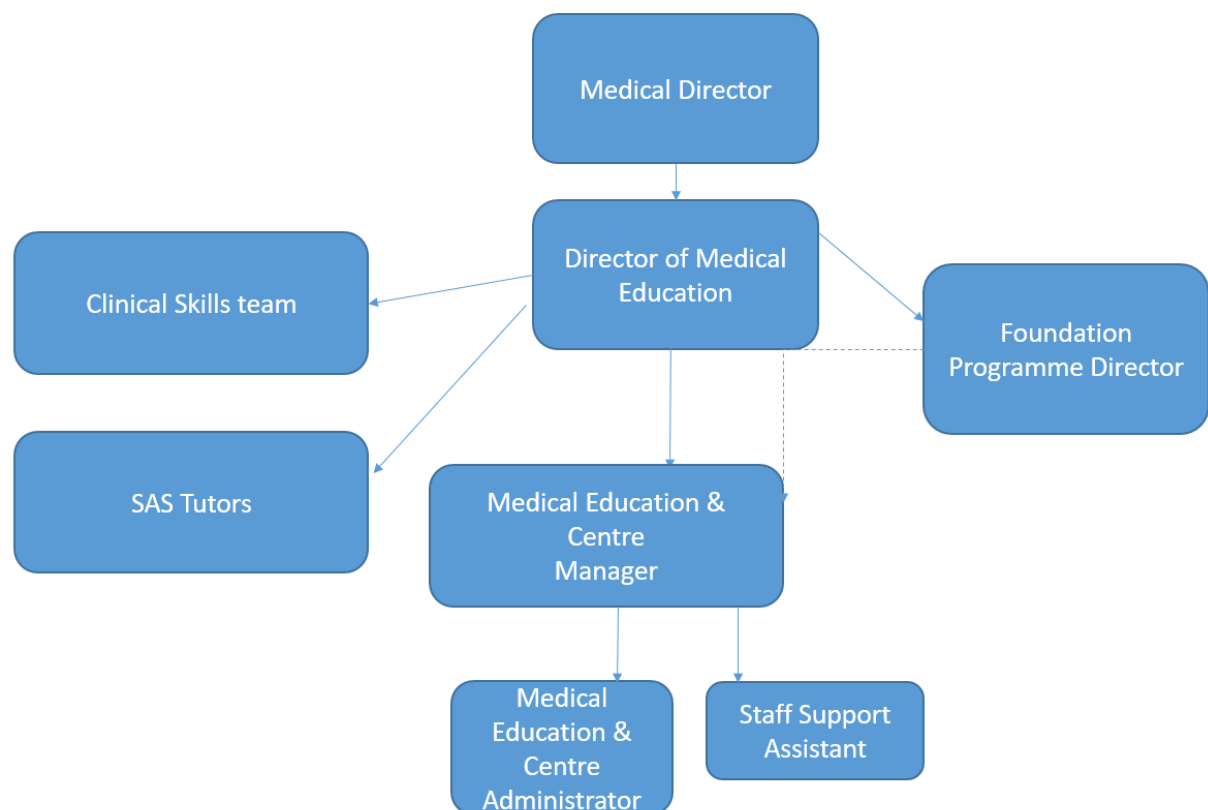 Medical Director
Director of Medical
Education
Clinical Skills team
Foundation
Programme Director
SAS Tutors
Medical Education &
Centre
Manager
Medical
Education &
Centre
Administrator
Staff Support
Assistant